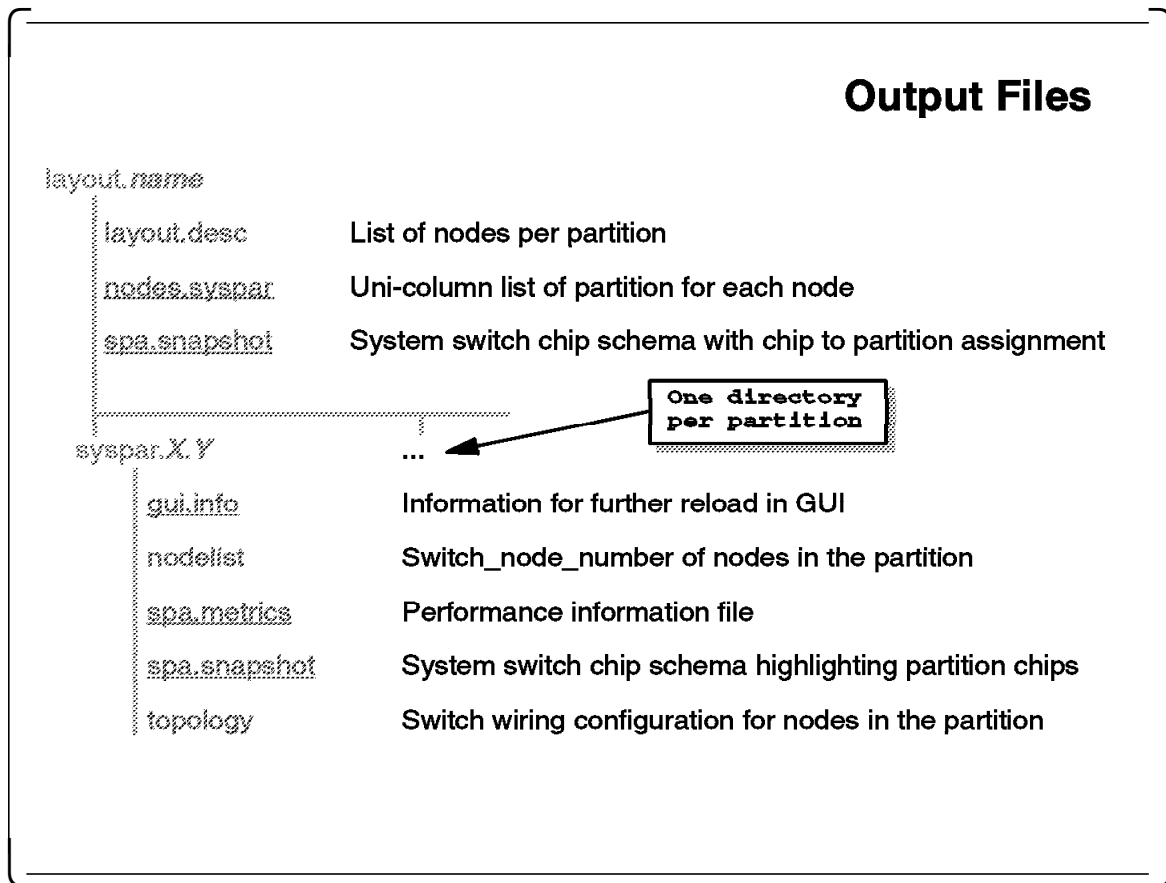 Output Files
layout.name
layout.desc List of nodes per partition
nodes.syspar Uni-column list of partition for each node
spa.snapshot System switch chip schema with chip to partition assignment
One directory
per partition
syspar.X.Y ...
gui.info Information for further reload in GUI
nodelist Switch_node_number of nodes in the partition
spa.metrics Performance information file
spa.snapshot System switch chip schema highlighting partition chips
topology Switch wiring configuration for nodes in the partition